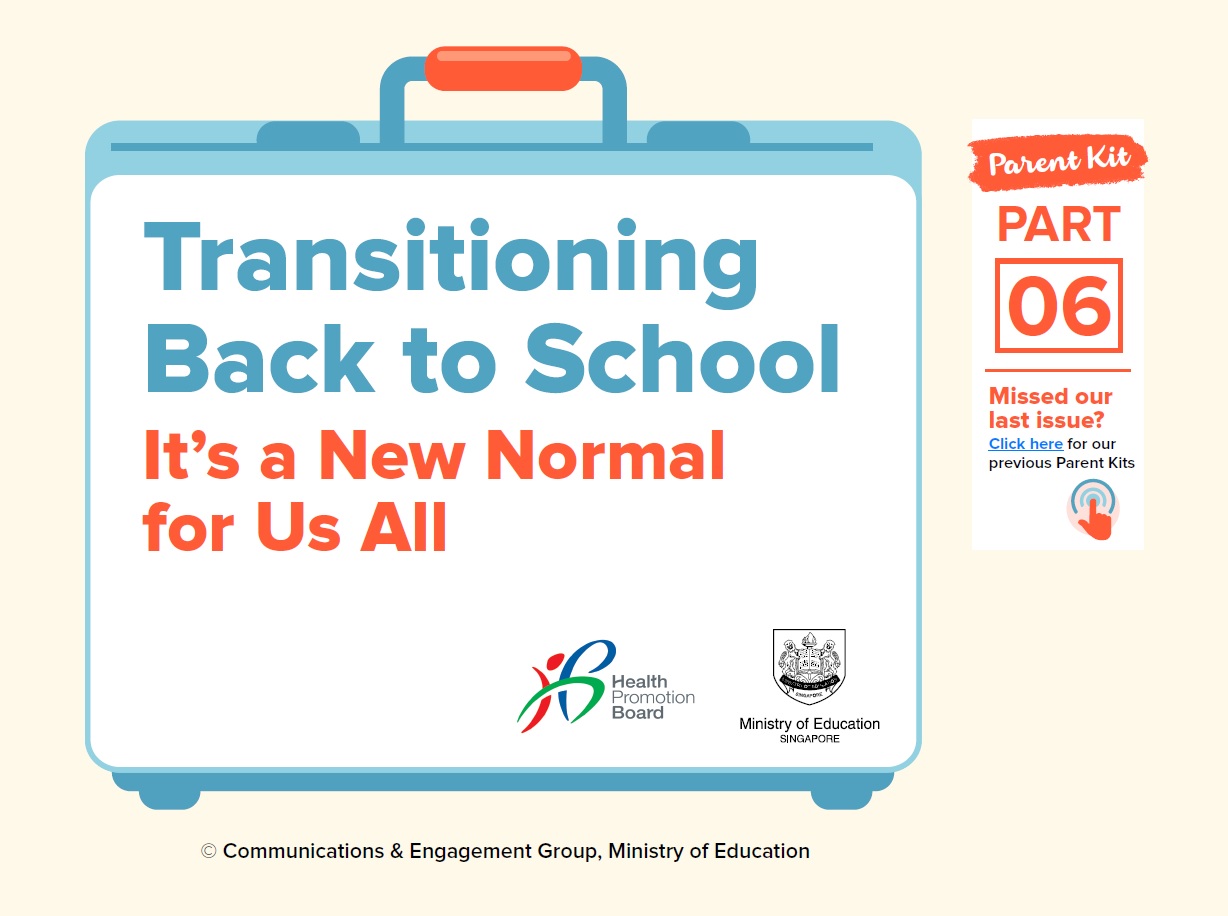 Transitioning
Back to School
It's a New Normal
for Us All
Health
Promotion
Board
SINGAPORE
Ministry of Education
SINGAPORE
Parent Kit
PART
06
Missed our
last issue?
Click here for our
previous Parent Kits
© Communications & Engagement Group, Ministry of Education